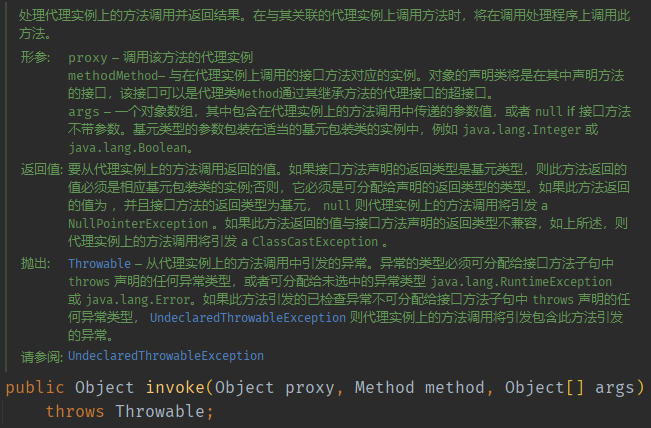 处理代理实例上的方法调用并返回结果。在与其关联的代理实例上调用方法时，将在调用处理程序上调用此
方法。
形参: proxy – 调用该方法的代理实例
methodMethod– 与在代理实例上调用的接口方法对应的实例。对象的声明类将是在其中声明方法
的接口，该接口可以是代理类Method通过其继承方法的代理接口的超接口。
args – 一个对象数组，其中包含在代理实例上的方法调用中传递的参数值，或者 null if 接口方法
不带参数。基元类型的参数包装在适当的基元包装类的实例中，例如 java.lang.Integer 或
java.lang.Boolean。
返回值: 要从代理实例上的方法调用返回的值。如果接口方法声明的返回类型是基元类型，则此方法返回的
值必须是相应基元包装类的实例;否则，它必须是可分配给声明的返回类型的类型。如果此方法返回
的值为 ，并且接口方法的返回类型为基元， null 则代理实例上的方法调用将引发 a
NullPointerException 。如果此方法返回的值与接口方法声明的返回类型不兼容，如上所述，则
代理实例上的方法调用将引发 a ClassCastException 。
抛出: Throwable – 从代理实例上的方法调用中引发的异常。异常的类型必须可分配给接口方法子句中
throws 声明的任何异常类型，或者可分配给未选中的异常类型 java.lang.RuntimeException
或 java.lang.Error。如果此方法引发的已检查异常不可分配给接口方法子句中 throws 声明的任
何异常类型， UndeclaredThrowableException 则代理实例上的方法调用将引发包含此方法引发
的异常。
请参阅: UndeclaredThrowableException
public Object invoke(Object proxy, Method method, Object[] args)
throws Throwable;